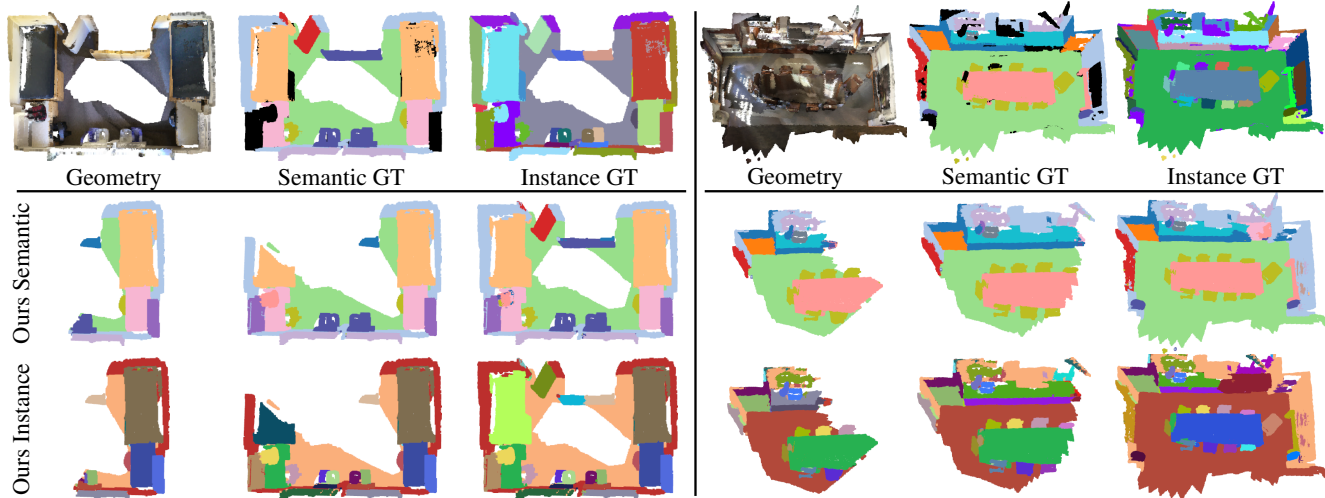 Geometry Semantic GT Instance GT Geometry Semantic GT Instance GT
Ours Semantic
Ours Instance